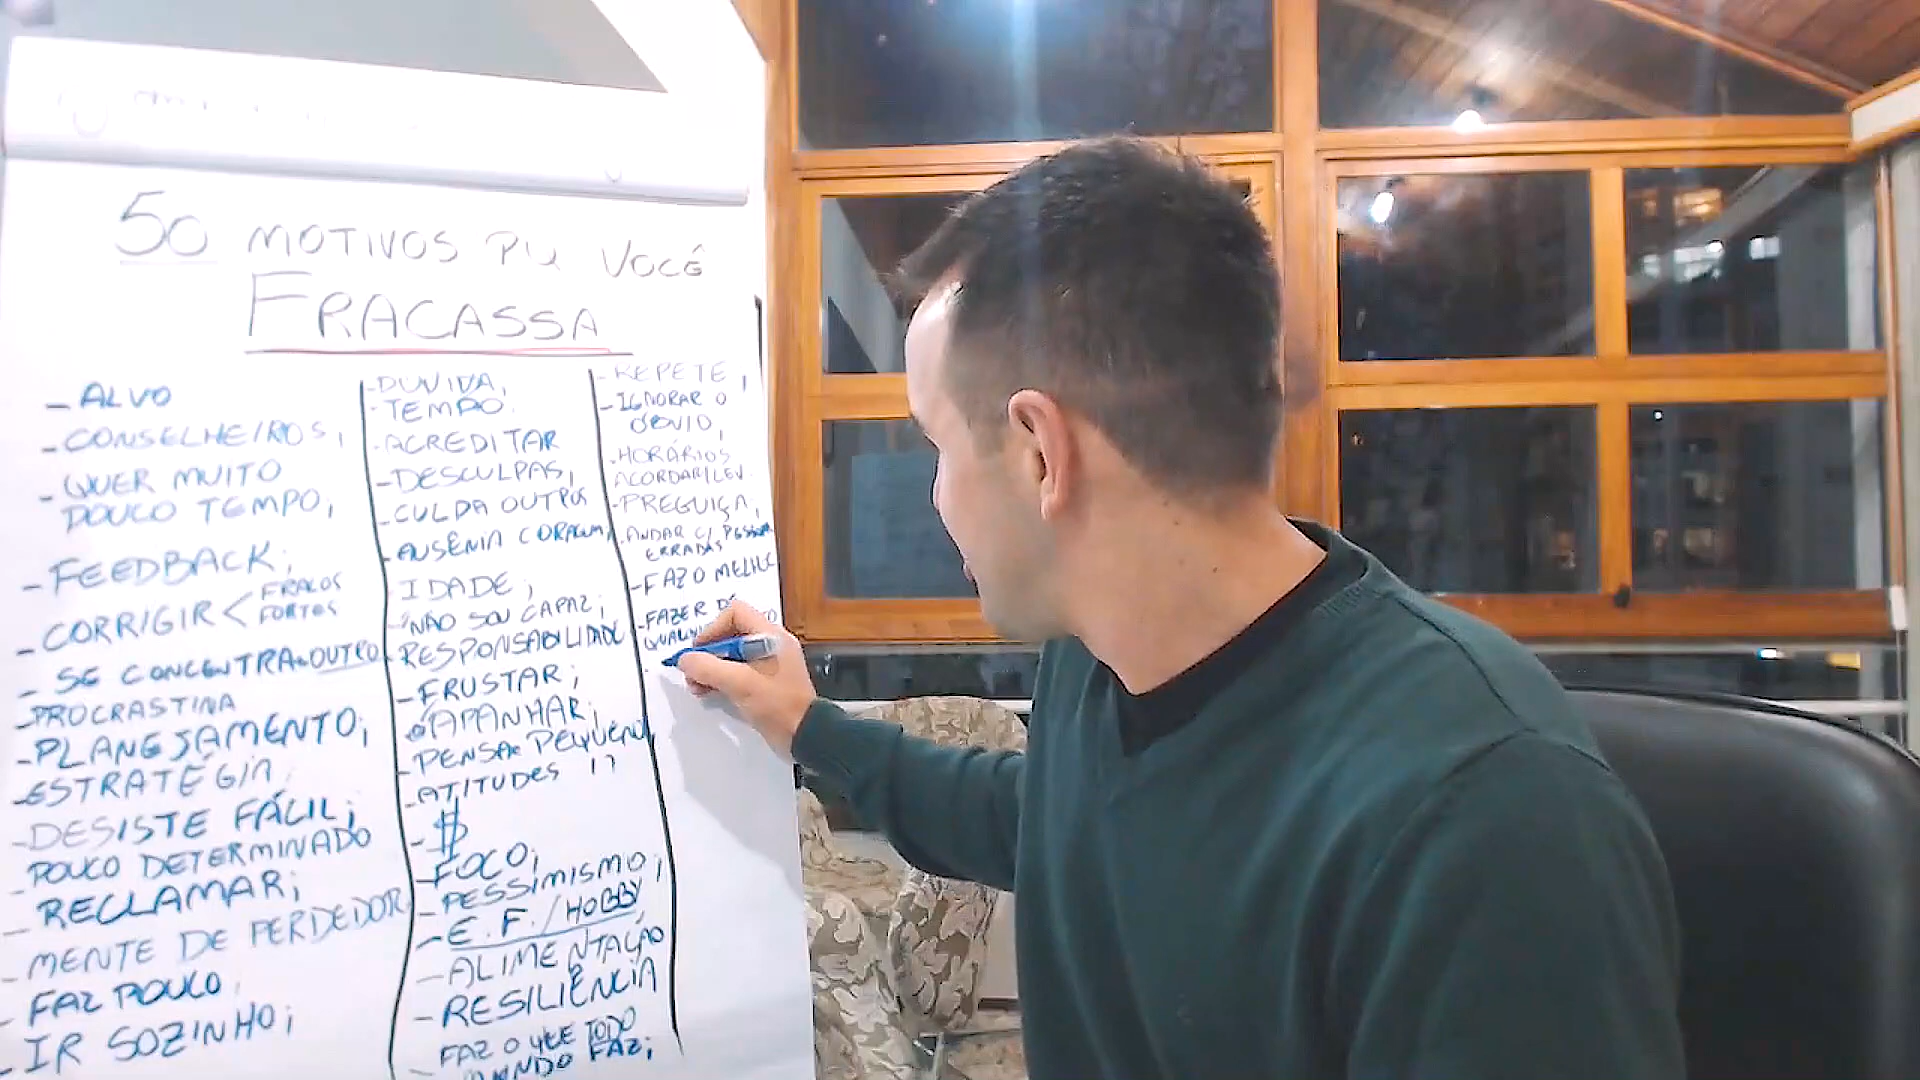 50 MOTIVOS PQ VOCÊ
FRACASSA
- ALVO
- CONSELHEIROS;
- QUER MUITO
POUCO TEMPO;
- FEEDBACK;
- CORRIGIR < FRACOS
FORTES
- SE CONCENTRA OUTRO
- PROCRASTINA
- PLANEJAMENTO;
- ESTRATÉGIA
- DESISTE FÁCIL;
- POUCO DETERMINADO
- RECLAMAR;
- MENTE DE PERDEDOR
- FAZ POUCO
- IR SOZINHO;
- DUVIDA,
- TEMPO.
- ACREDITAR
- DESCULPAS,
- CULPA OUTROS
- AUSÊNIA CORAGEM,
- IDADE;
- "NÃO SOU CAPAZ;
- RESPONSABILIDADE
- FRUSTAR;
- APANHAR;
- PENSAR PEQUENO,
- ATITUDES !?
- $
- FOCO;
- PESSIMISMO;
- E.F./HOBBY
- ALIMENTAÇÃO
- RESILIÊNCIA
- FAZ O QUE TODO
MUNDO FAZ;
- REPETE,
- IGNORAR O
ÓBVIO,
- HORÁRIOS
ACORDAR/LEV.
- PREGUIÇA,
- ANDAR C/ PESSOAS
ERRADAS
- FAZ O MELHOR
- FAZER DE